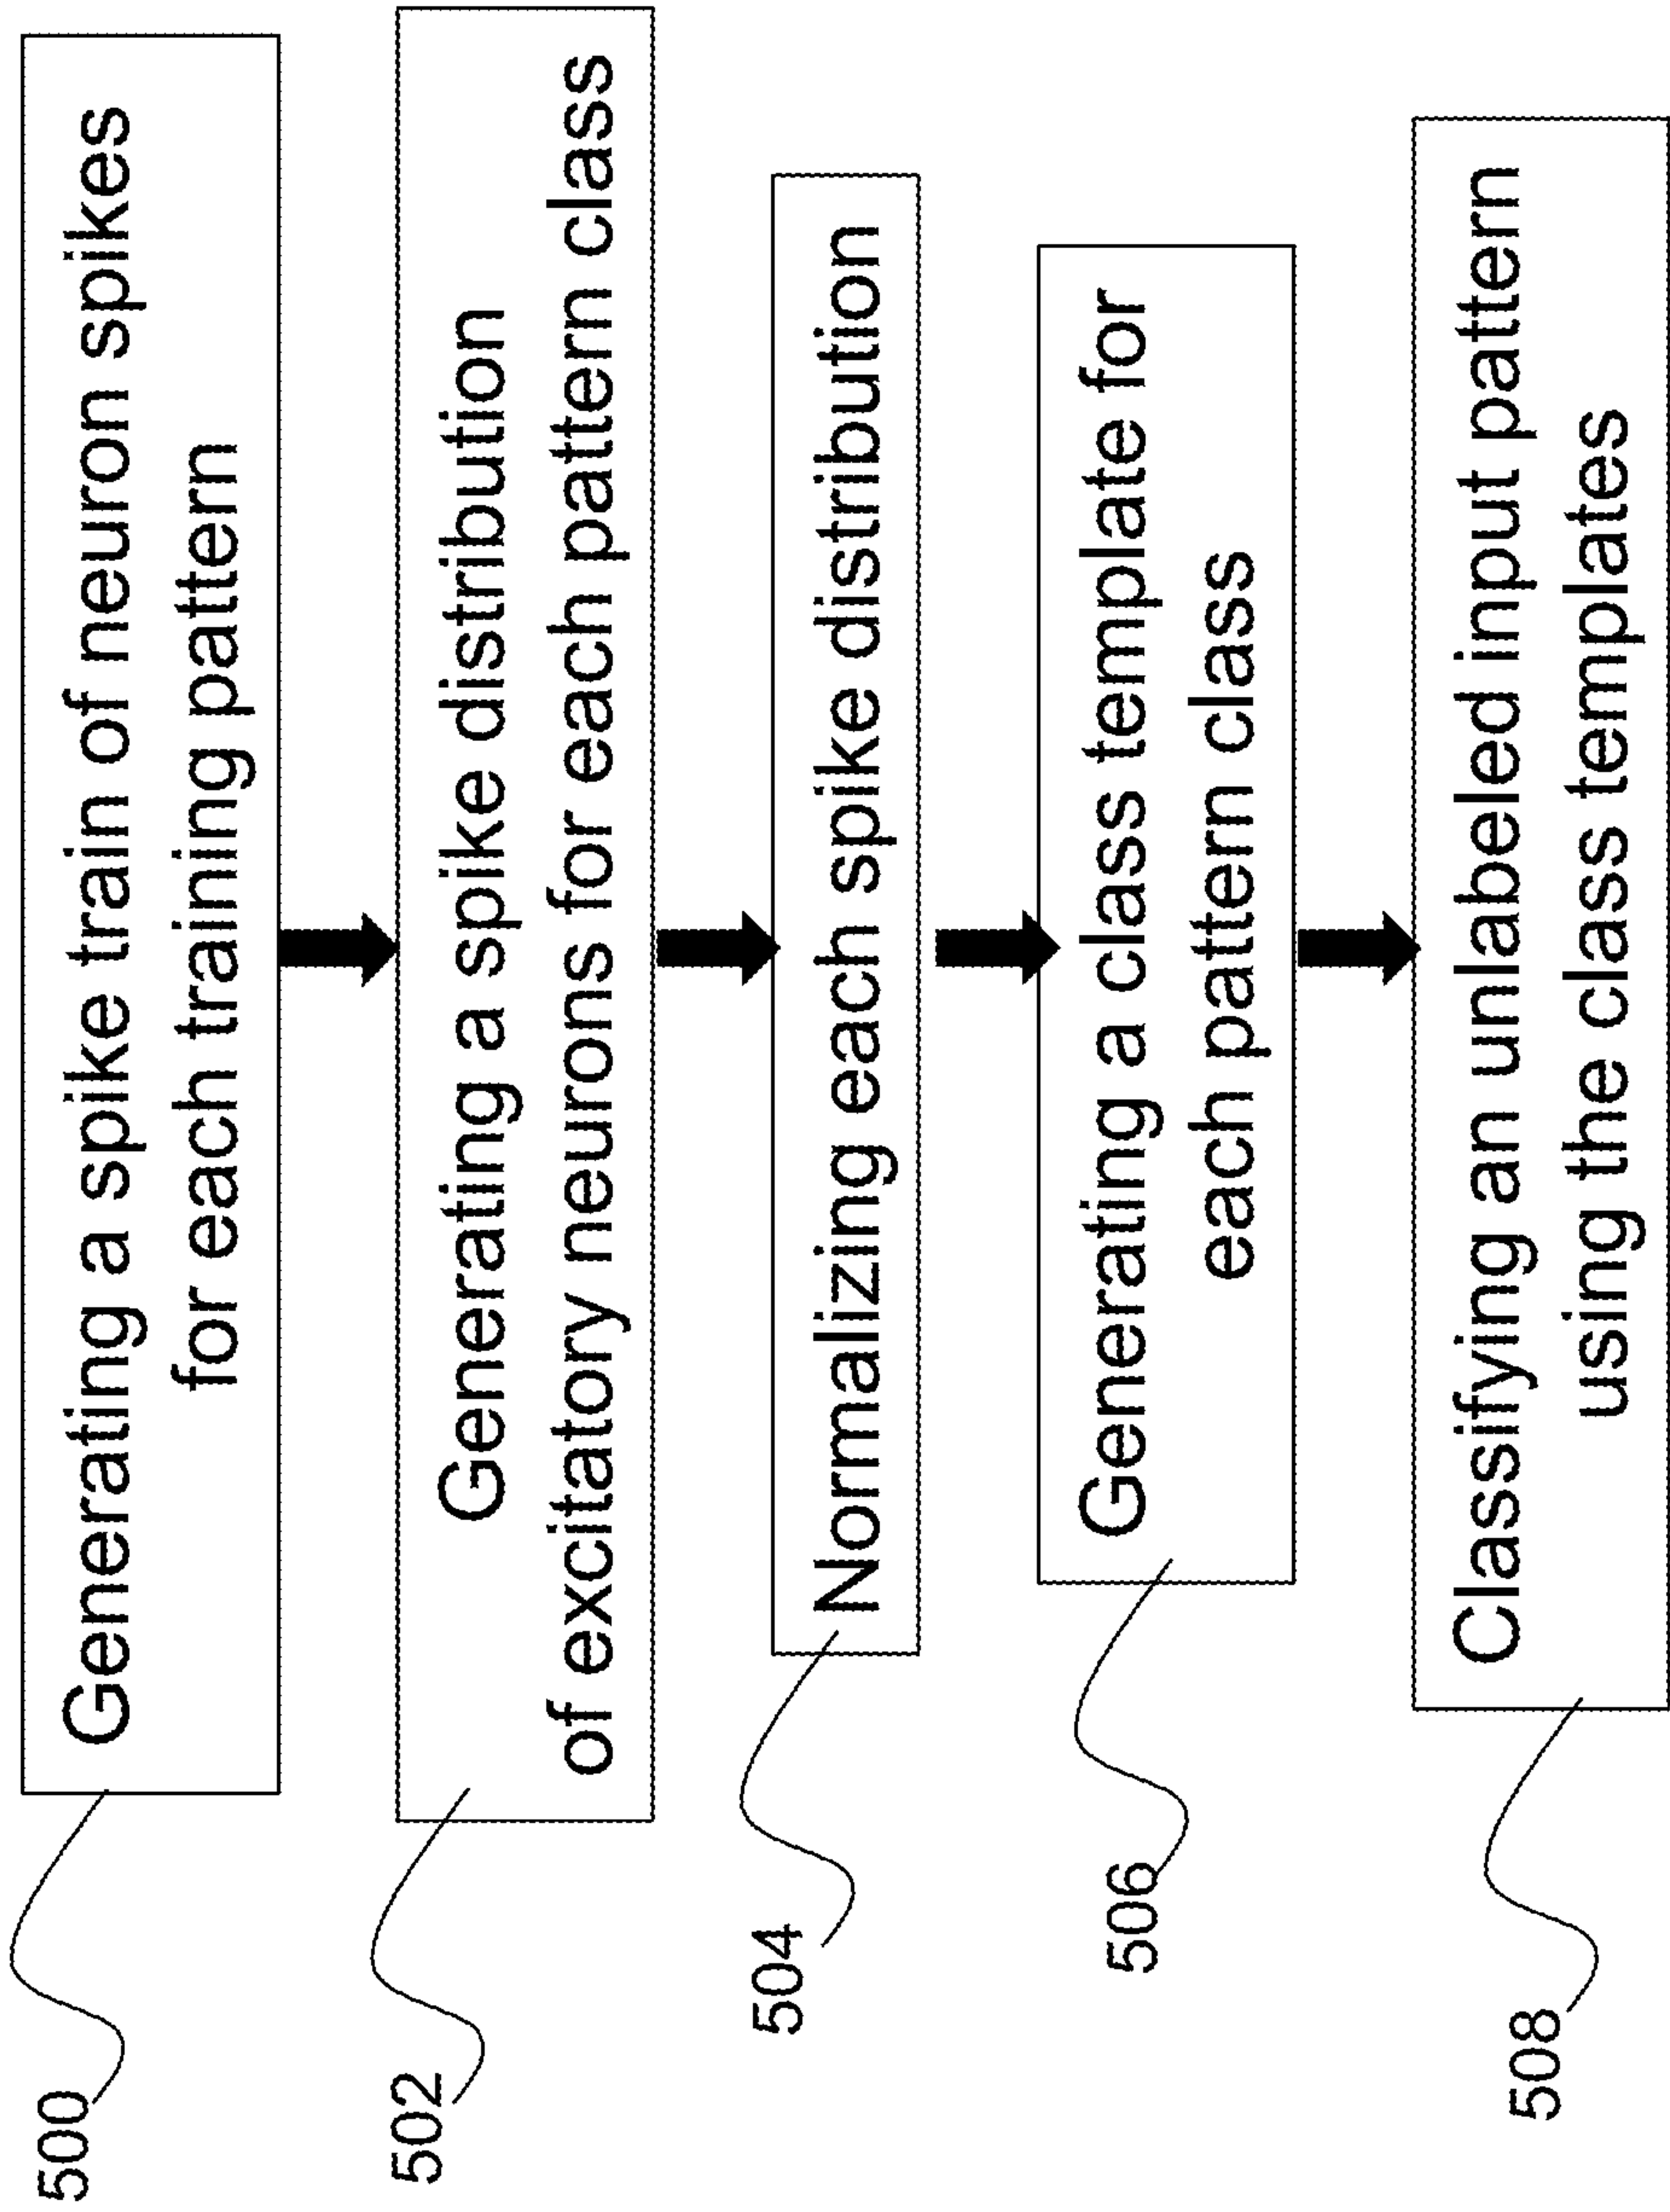 500
Generating a spike train of neuron spikes
for each training pattern
502
Generating a spike distribution
of excitatory neurons for each pattern class
504
Normalizing each spike distribution
506
Generating a class template for
each pattern class
508
Classifying an unlabeled input pattern
using the class templates